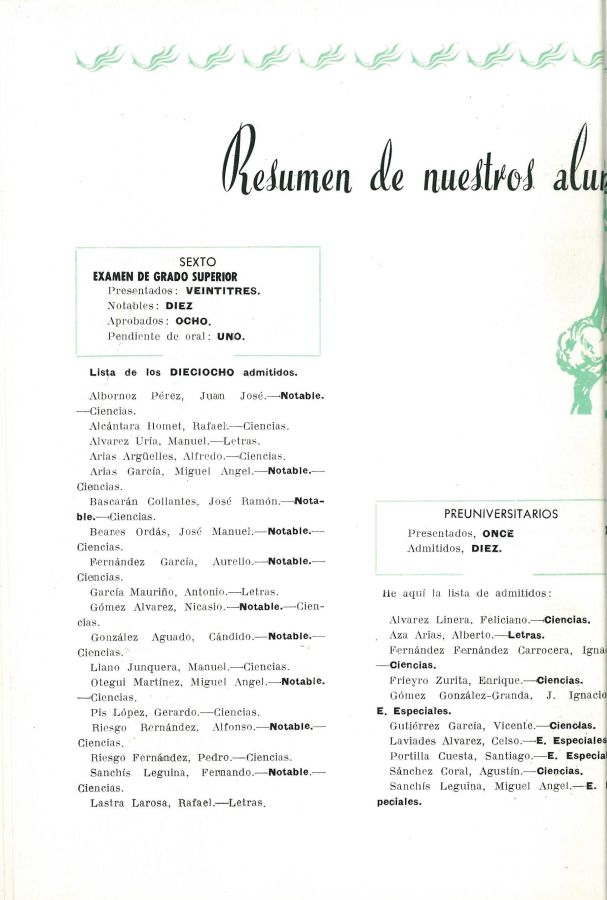 Resumen de nuestros alu
SEXTO
EXAMEN DE GRADO SUPERIOR
Presentados: VEINTITRES.
Notables: DIEZ
Aprobados: OCHO.
Pendiente de oral: UNO.
Lista de los DIECIOCHO admitidos.
Albornoz Pérez, Juan José.—Notable.
—Ciencias.
Alcántara Homet, Rafael.—Ciencias.
Alvarez Uría, Manuel.—Letras.
Arias Argüelles, Alfredo.—Ciencias.
Arias García, Miguel Angel.—Notable.—
Ciencias.
Bascarán Collantes, José Ramón.—Nota-
ble.—Ciencias.
Beares Ordás, José Manuel.—Notable.—
Ciencias.
Fernández García, Aurelio.—Notable.—
Ciencias.
García Mauriño, Antonio.—Letras.
Gómez Alvarez, Nicasio.—Notable.—Cien-
cias.
González Aguado, Cándido.—Notable.—
Ciencias.
Llano Junquera, Manuel.—Ciencias.
Otegui Martínez, Miguel Angel.—Notable.
—Ciencias.
Pis López, Gerardo.—Ciencias.
Riesgo Hernández, Alfonso.—Notable.—
Ciencias.
Riesgo Fernández, Pedro.—Ciencias.
Sanchís Leguina, Fernando.—Notable.—
Ciencias.
Lastra Larosa, Rafael.—Letras.
PREUNIVERSITARIOS
Presentados, ONCE
Admitidos, DIEZ.
He aquí la lista de admitidos:
Alvarez Linera, Feliciano.—Ciencias.
Aza Arias, Alberto.—Letras.
Fernández Fernández Carrocera, Igna
—Ciencias.
Frieyro Zurita, Enrique.—Ciencias.
Gómez González-Granda, J. Ignacio
E. Especiales.
Gutiérrez García, Vicente.—Ciencias.
Laviades Alvarez, Celso.—E. Especiales
Portilla Cuesta, Santiago.—E. Especia
Sánchez Coral, Agustín.—Ciencias.
Sanchís Leguina, Miguel Angel.—E.
peciales.